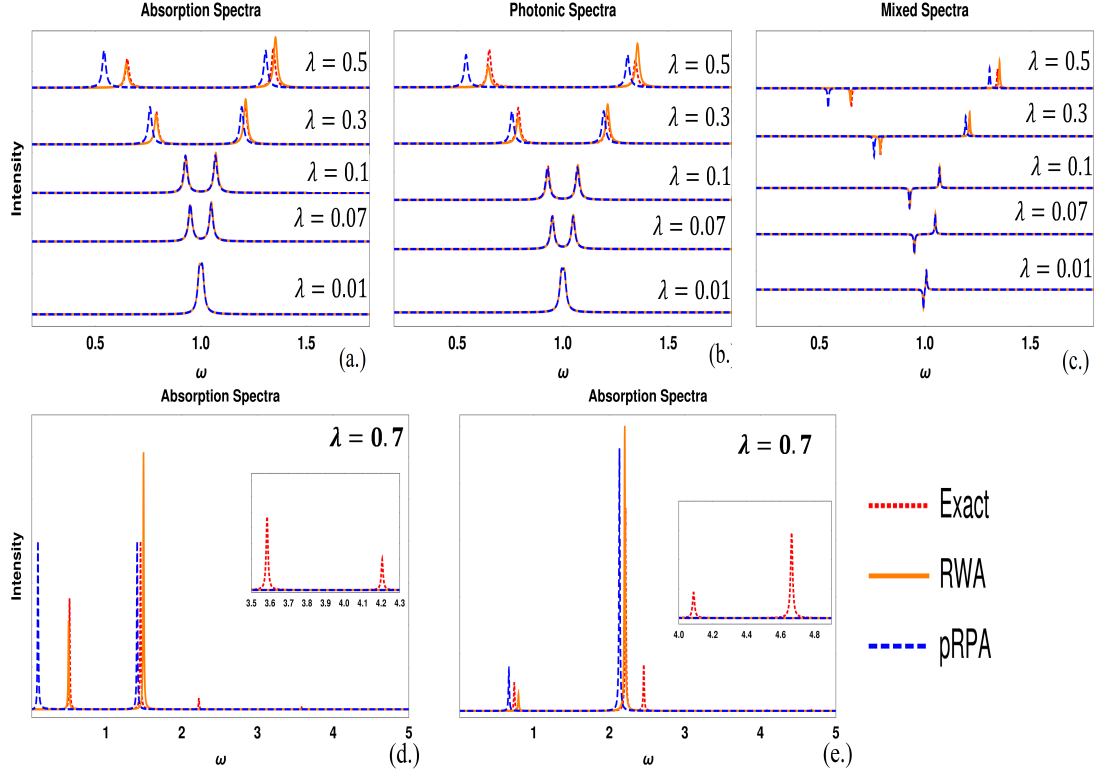 Absorption Spectra
Photonic Spectra
Mixed Spectra
Intensity
λ = 0.5
λ = 0.3
λ = 0.1
λ = 0.07
λ = 0.01
0.5 1.0 1.5
ω
(a.)
λ = 0.5
λ = 0.3
λ = 0.1
λ = 0.07
λ = 0.01
0.5 1.0 1.5
ω
(b.)
λ = 0.5
λ = 0.3
λ = 0.1
λ = 0.07
λ = 0.01
0.5 1.0 1.5
ω
(c.)
Absorption Spectra
Intensity
λ = 0.7
3.5 3.6 3.7 3.8 3.9 4.0 4.1 4.2 4.3
1 2 3 4 5
ω
(d.)
Absorption Spectra
λ = 0.7
4.0 4.2 4.4 4.6 4.8
1 2 3 4 5
ω
(e.)
Exact
RWA
pRPA